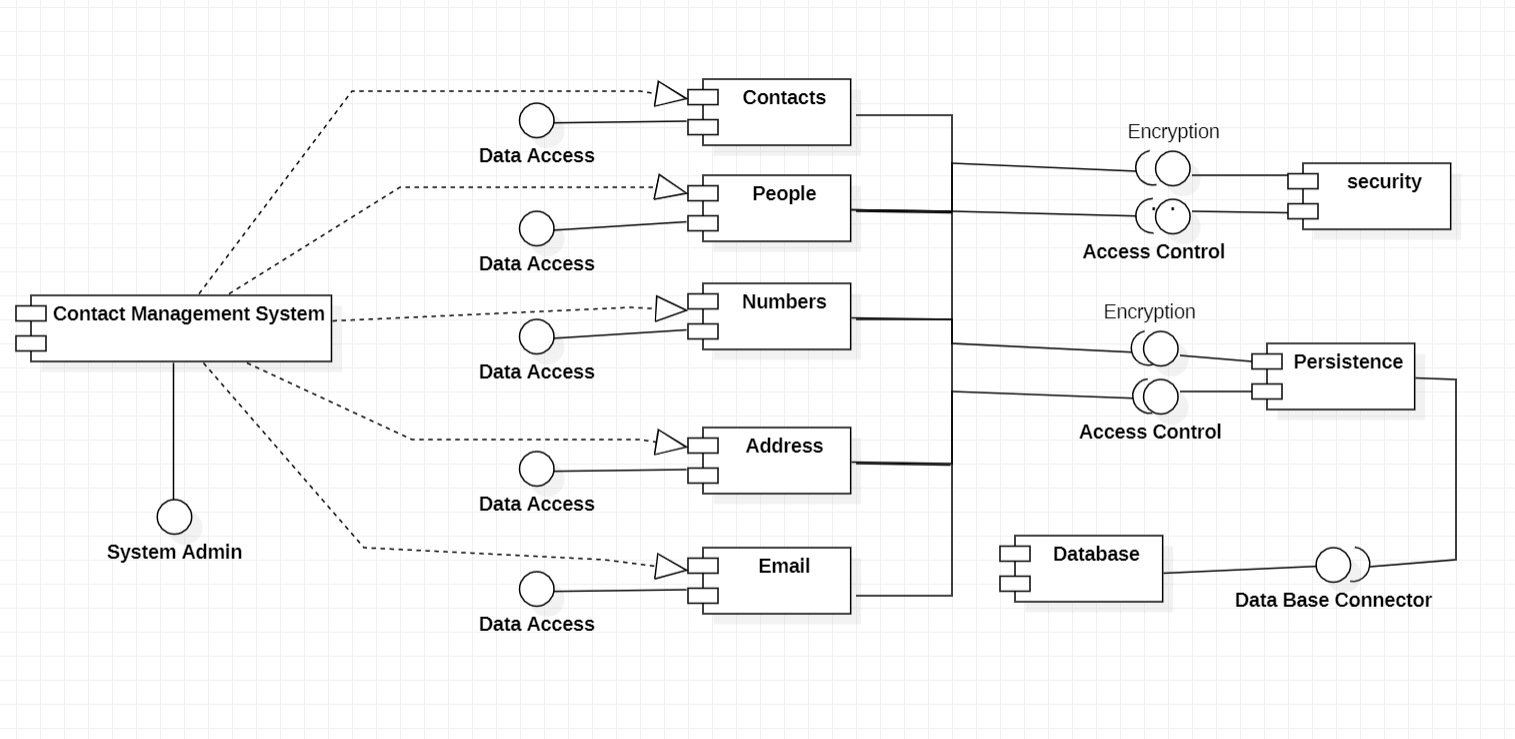 Contacts
Data Access
People
Data Access
Contact Management System
Numbers
Data Access
Address
Data Access
System Admin
Email
Data Access
Encryption
security
Access Control
Encryption
Persistence
Access Control
Database
Data Base Connector